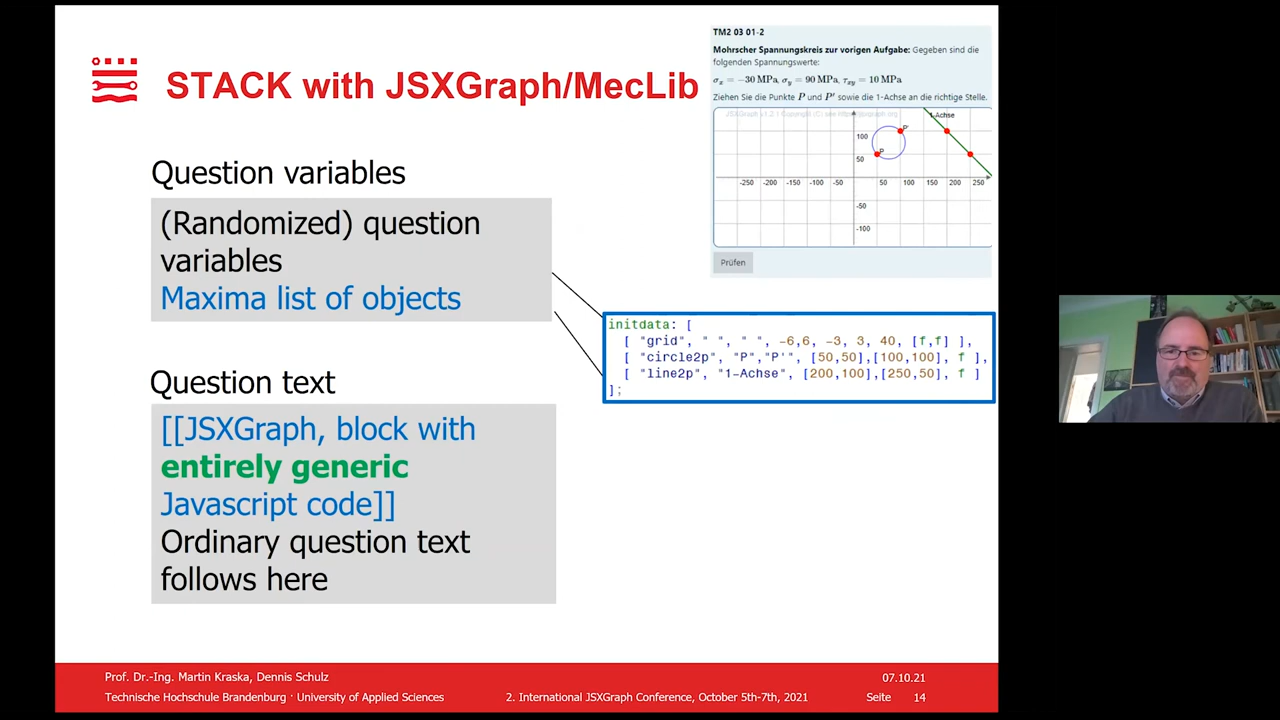 STACK with JSXGraph/MecLib
Question variables
(Randomized) question
variables
Maxima list of objects
Question text
[[JSXGraph, block with
entirely generic
Javascript code]]
Ordinary question text
follows here
TM2 03 01-2
Mohrscher Spannungskreis zur vorigen Aufgabe: Gegeben sind die
folgenden Spannungswerte:
σx = −30 MPa, σy = 90 MPa, τxy = 10 MPa
Ziehen Sie die Punkte P und P′ sowie die 1-Achse an die richtige Stelle.
1-Achse
P'
100
P
50
-250 -200 -150 -100 -50 50 100 150 200 250
-50
-100
Prüfen
initdata: [
[ "grid", " ", " ", -6,6, -3, 3, 40, [f,f] ],
[ "circle2p", "P","P'", [50,50],[100,100], f ],
[ "line2p", "1-Achse", [200,100],[250,50], f ]
];
Prof. Dr.-Ing. Martin Kraska, Dennis Schulz
07.10.21
Technische Hochschule Brandenburg · University of Applied Sciences
2. International JSXGraph Conference, October 5th-7th, 2021
Seite 14